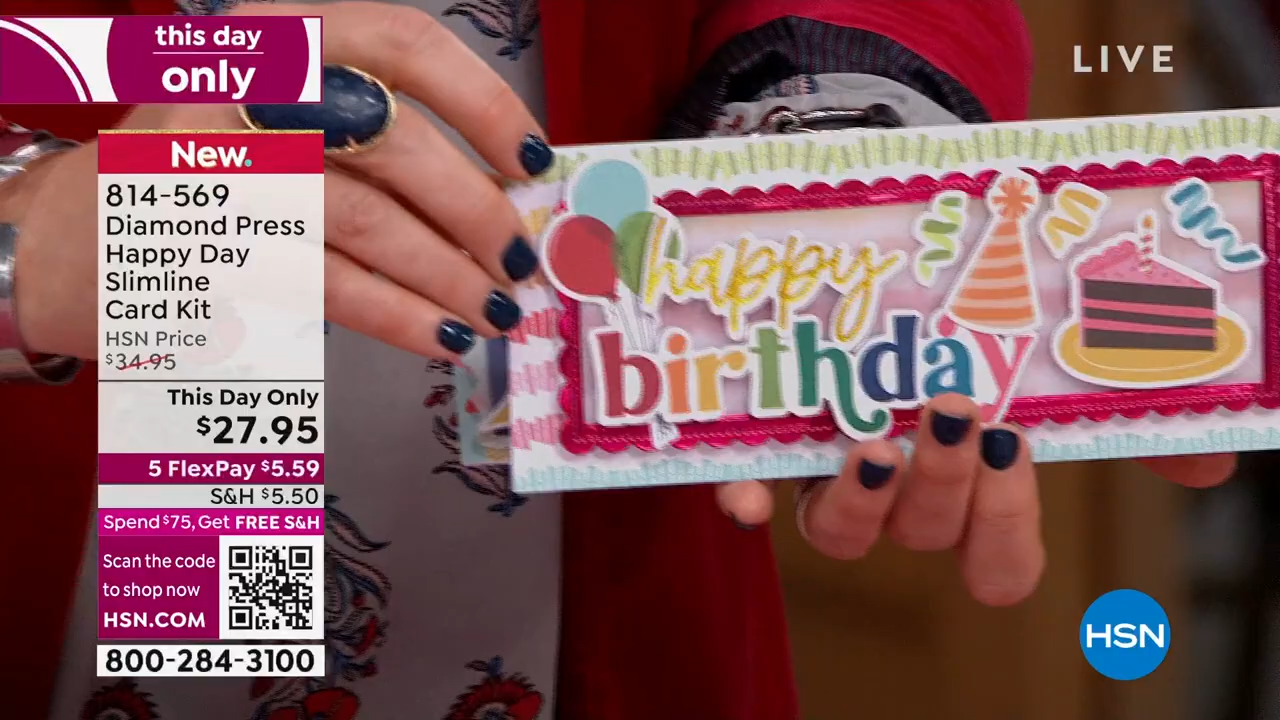 this day
only
LIVE
New.
814-569
Diamond Press
Happy Day
Slimline
Card Kit
HSN Price
$34.95
This Day Only
$27.95
5 FlexPay $5.59
S&H $5.50
Spend $75, Get FREE S&H
Scan the code
to shop now
HSN.COM
800-284-3100
happy
birthday
HSN